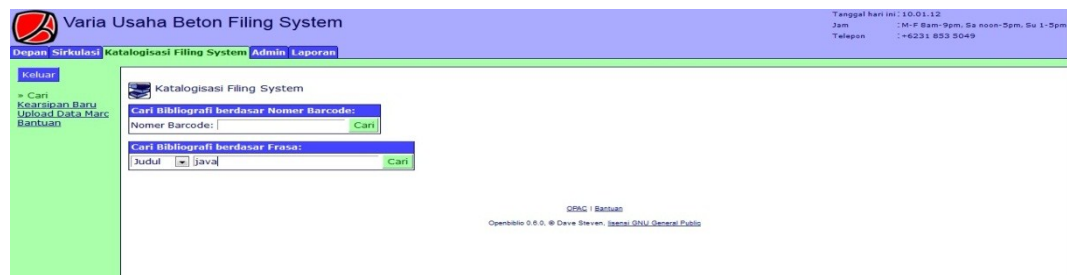 Varia Usaha Beton Filing System
Tanggal hari ini: 10.01.12
Jam : M-F 8am-9pm, Sa noon-5pm, Su 1-5pm
Telepon : +6231 853 5049
Depan Sirkulasi Katalogisasi Filing System Admin Laporan
Keluar
» Cari
Kearsipan Baru
Upload Data Marc
Bantuan
Katalogisasi Filing System
Cari Bibliografi berdasar Nomer Barcode:
Nomer Barcode: Cari
Cari Bibliografi berdasar Frasa:
Judul java Cari
OPAC | Bantuan
Openbiblio 0.6.0, © Dave Steven, lisensi GNU General Public